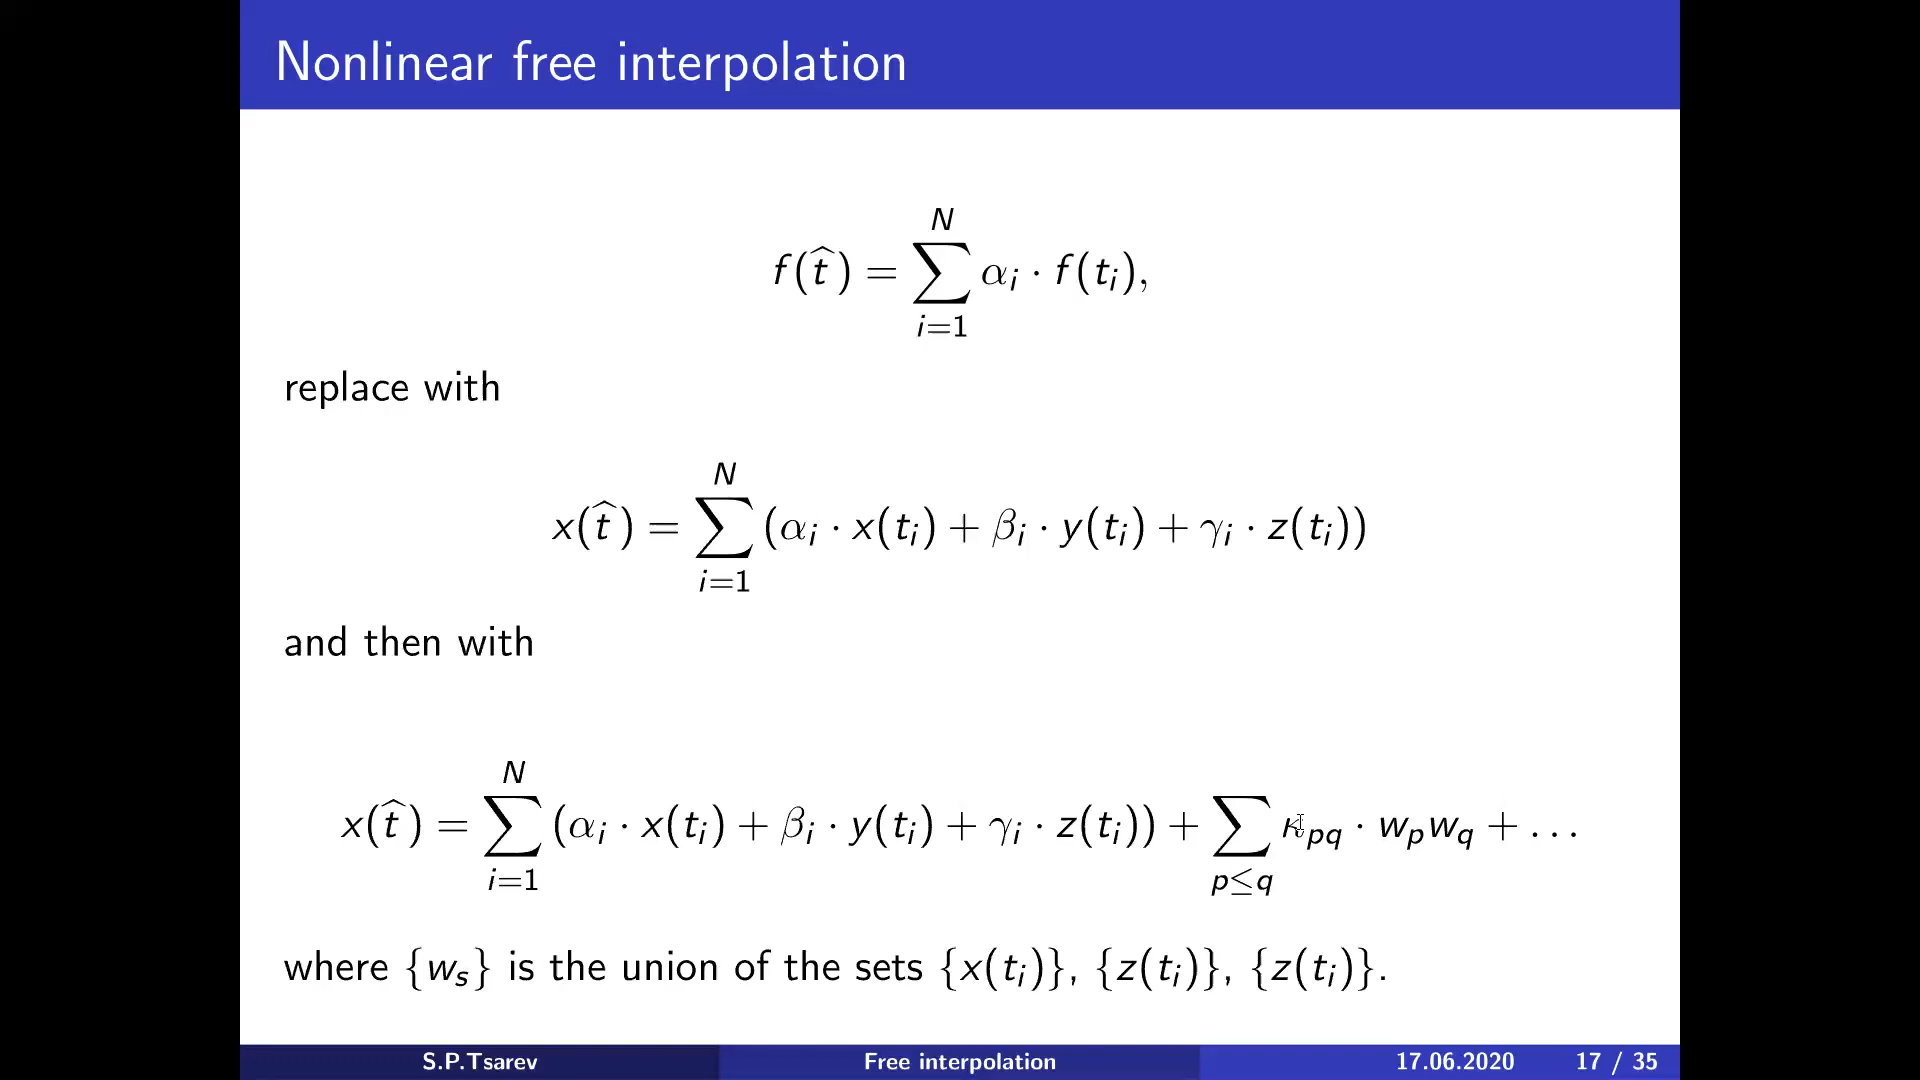 Nonlinear free interpolation
f(t̂) = ∑_{i=1}^{N} α_i · f(t_i),
replace with
x(t̂) = ∑_{i=1}^{N} (α_i · x(t_i) + β_i · y(t_i) + γ_i · z(t_i))
and then with
x(t̂) = ∑_{i=1}^{N} (α_i · x(t_i) + β_i · y(t_i) + γ_i · z(t_i)) + ∑_{p≤q} κ_{pq} · w_p w_q + . . .
where {w_s} is the union of the sets {x(t_i)}, {z(t_i)}, {z(t_i)}.
S.P.Tsarev Free interpolation 17.06.2020 17 / 35